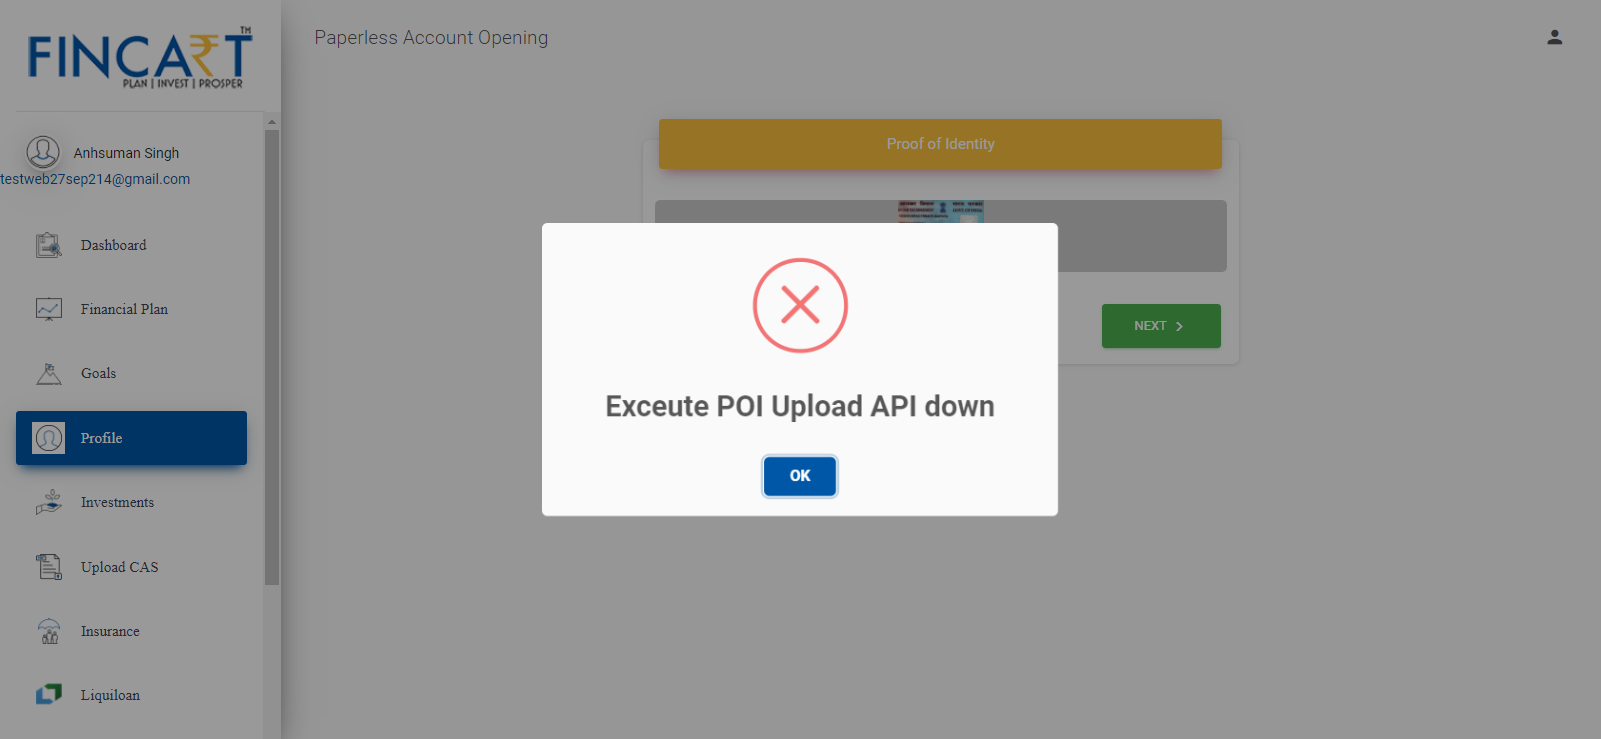 FINCART™
PLAN | INVEST | PROSPER
Paperless Account Opening
Anhsuman Singh
testweb27sep214@gmail.com
Dashboard
Financial Plan
Goals
Profile
Investments
Upload CAS
Insurance
Liquiloan
Proof of Identity
NEXT
Exceute POI Upload API down
OK